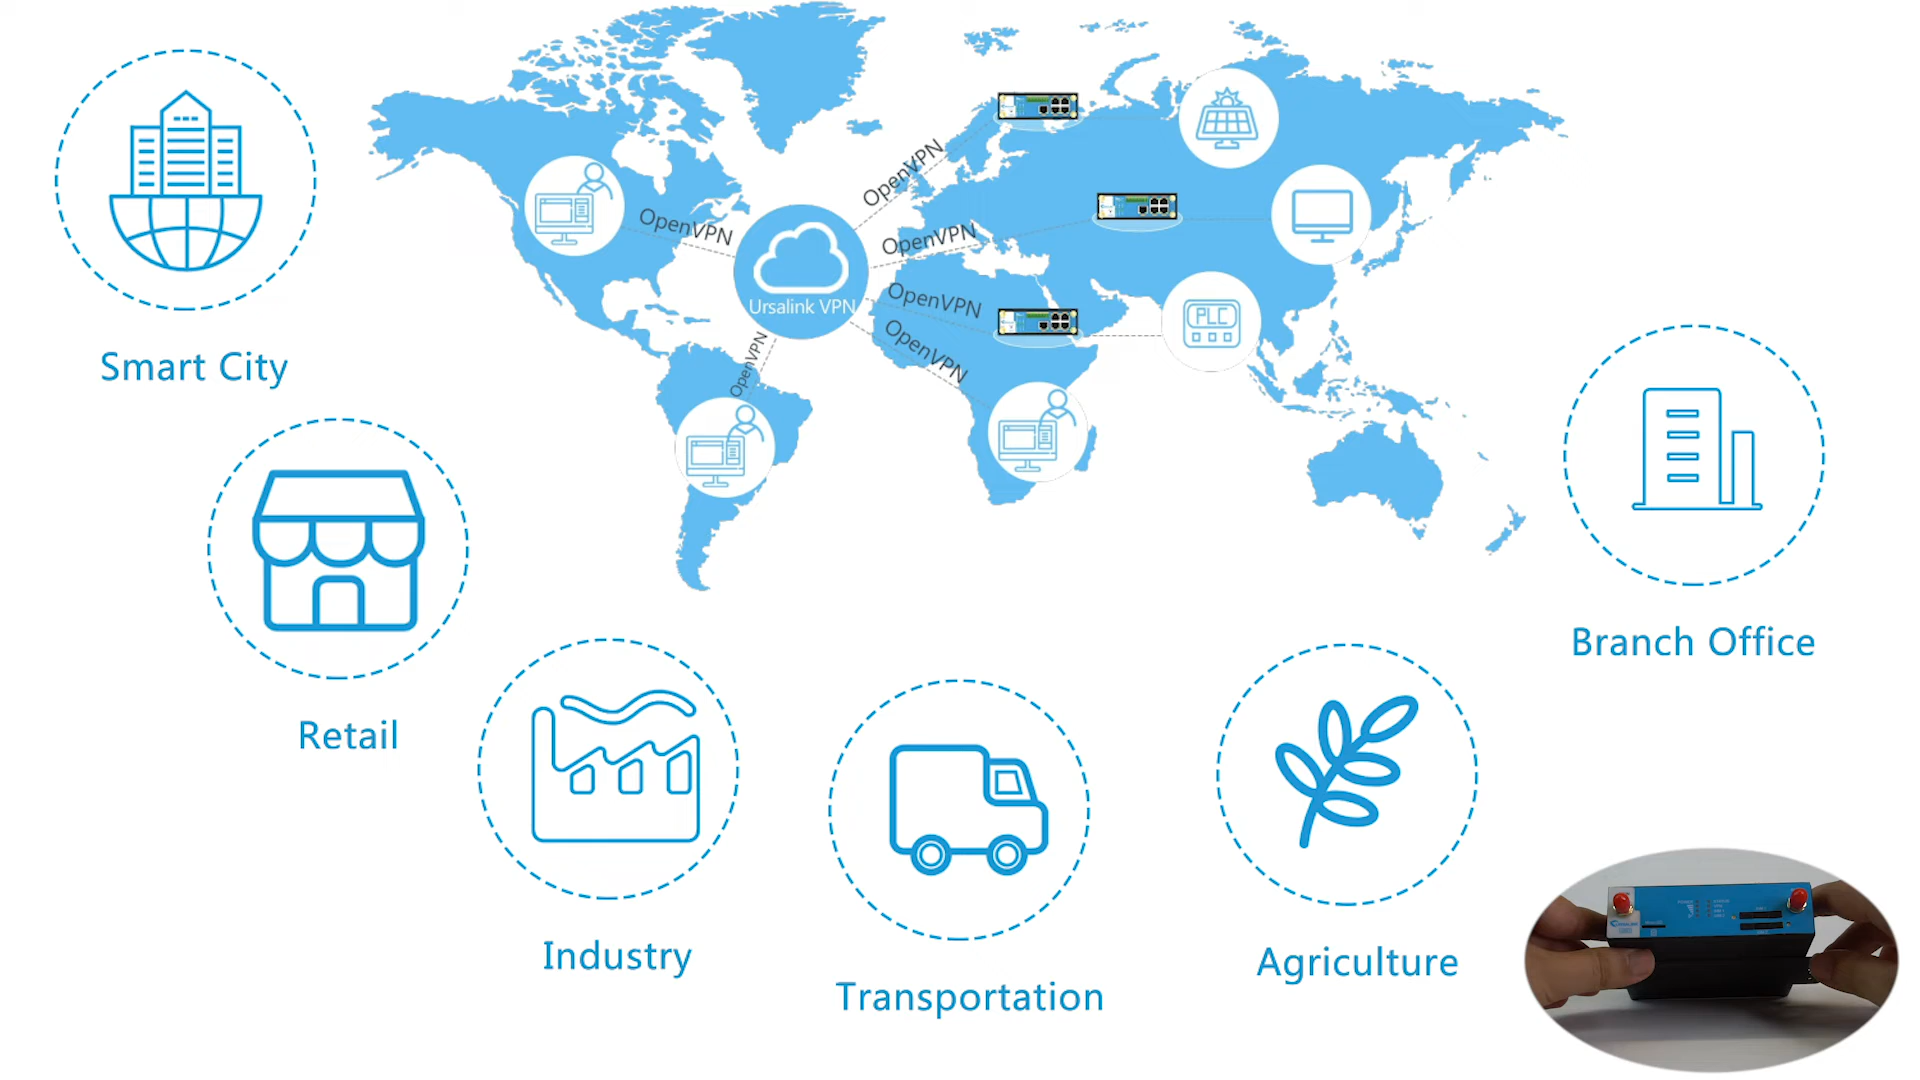 OpenVPN
OpenVPN
OpenVPN
Ursalink VPN
OpenVPN
OpenVPN
OpenVPN
PLC
Smart City
Retail
Industry
Transportation
Agriculture
Branch Office